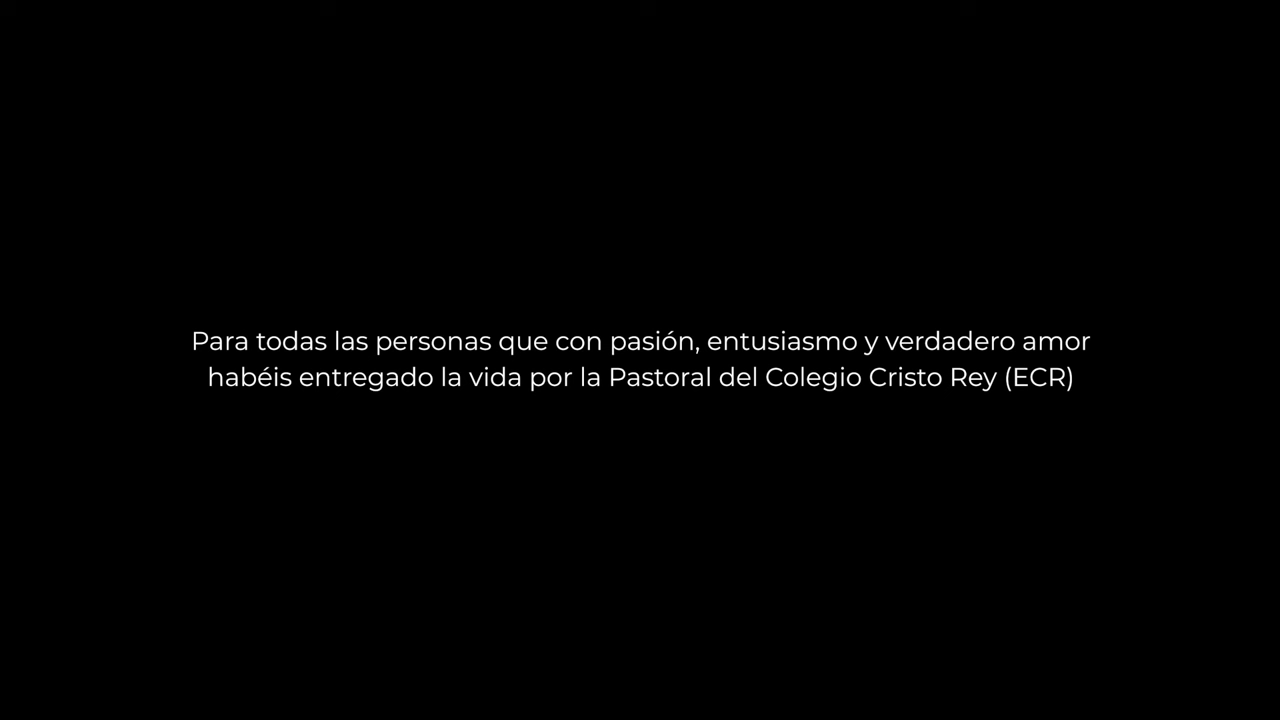 Para todas las personas que con pasión, entusiasmo y verdadero amor
habéis entregado la vida por la Pastoral del Colegio Cristo Rey (ECR)